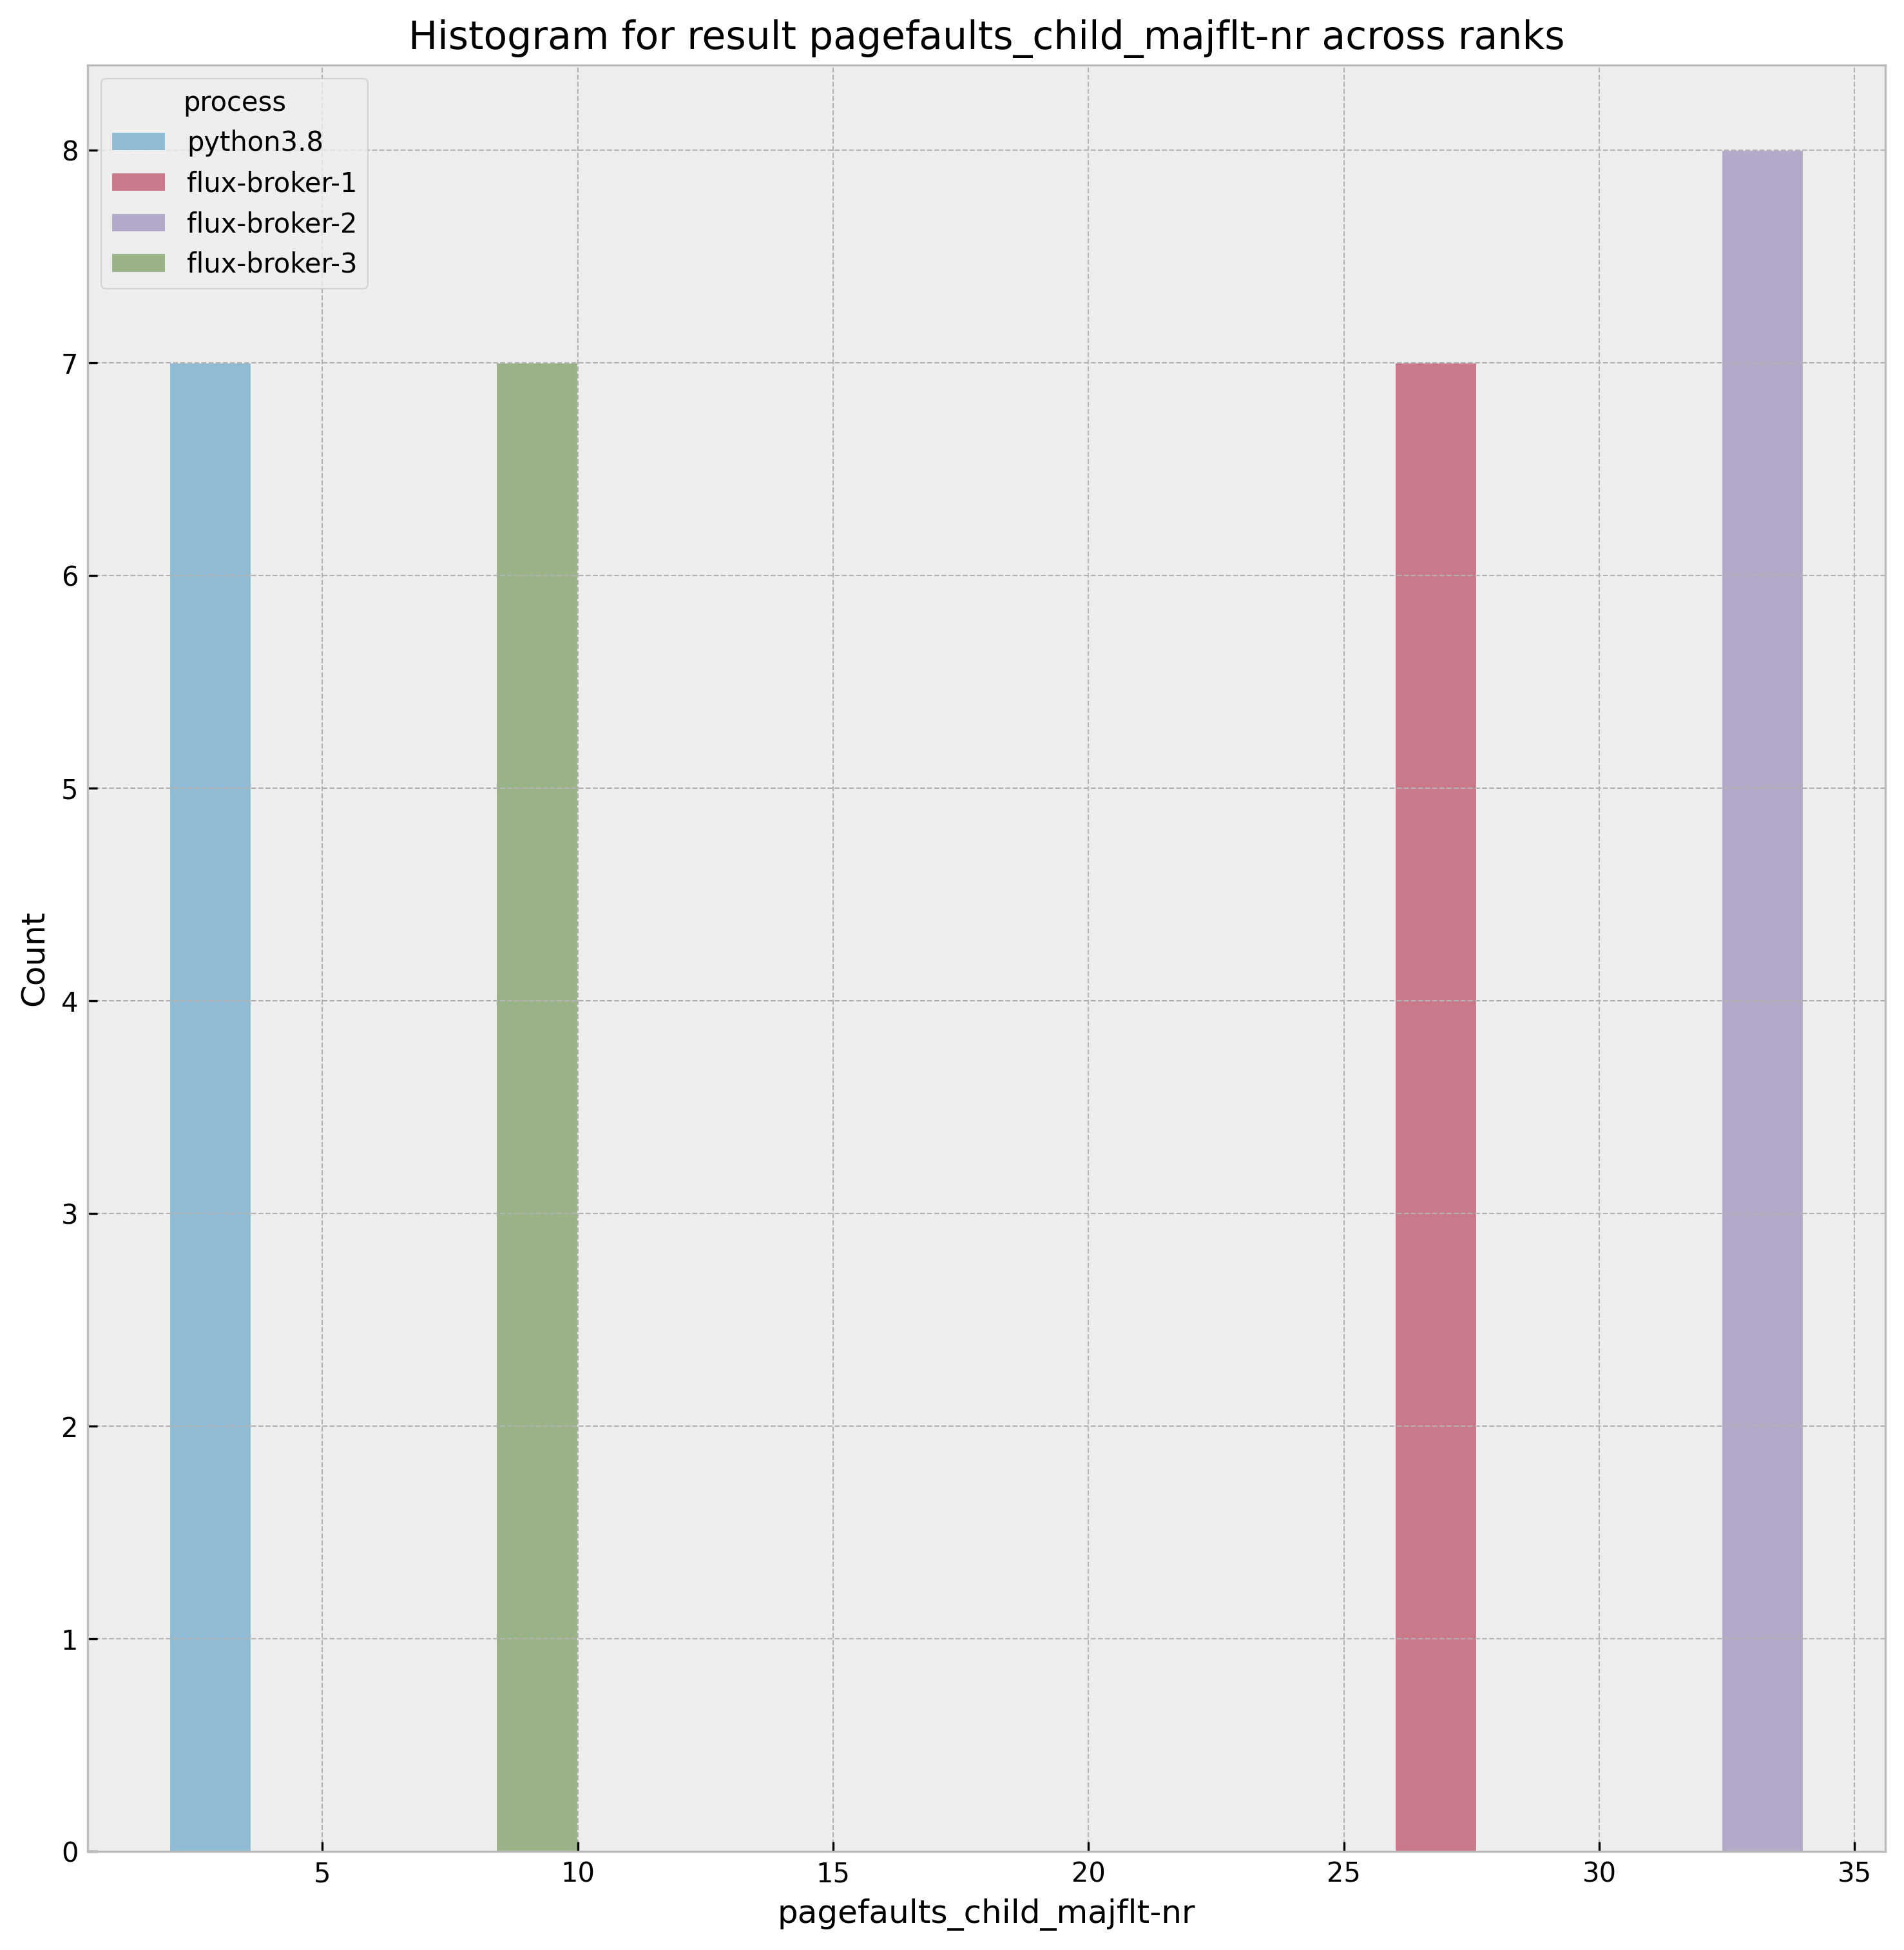 Histogram for result pagefaults_child_majflt-nr across ranks
process
python3.8
flux-broker-1
flux-broker-2
flux-broker-3
8
7
6
5
4
3
2
1
0
Count
5 10 15 20 25 30 35
pagefaults_child_majflt-nr